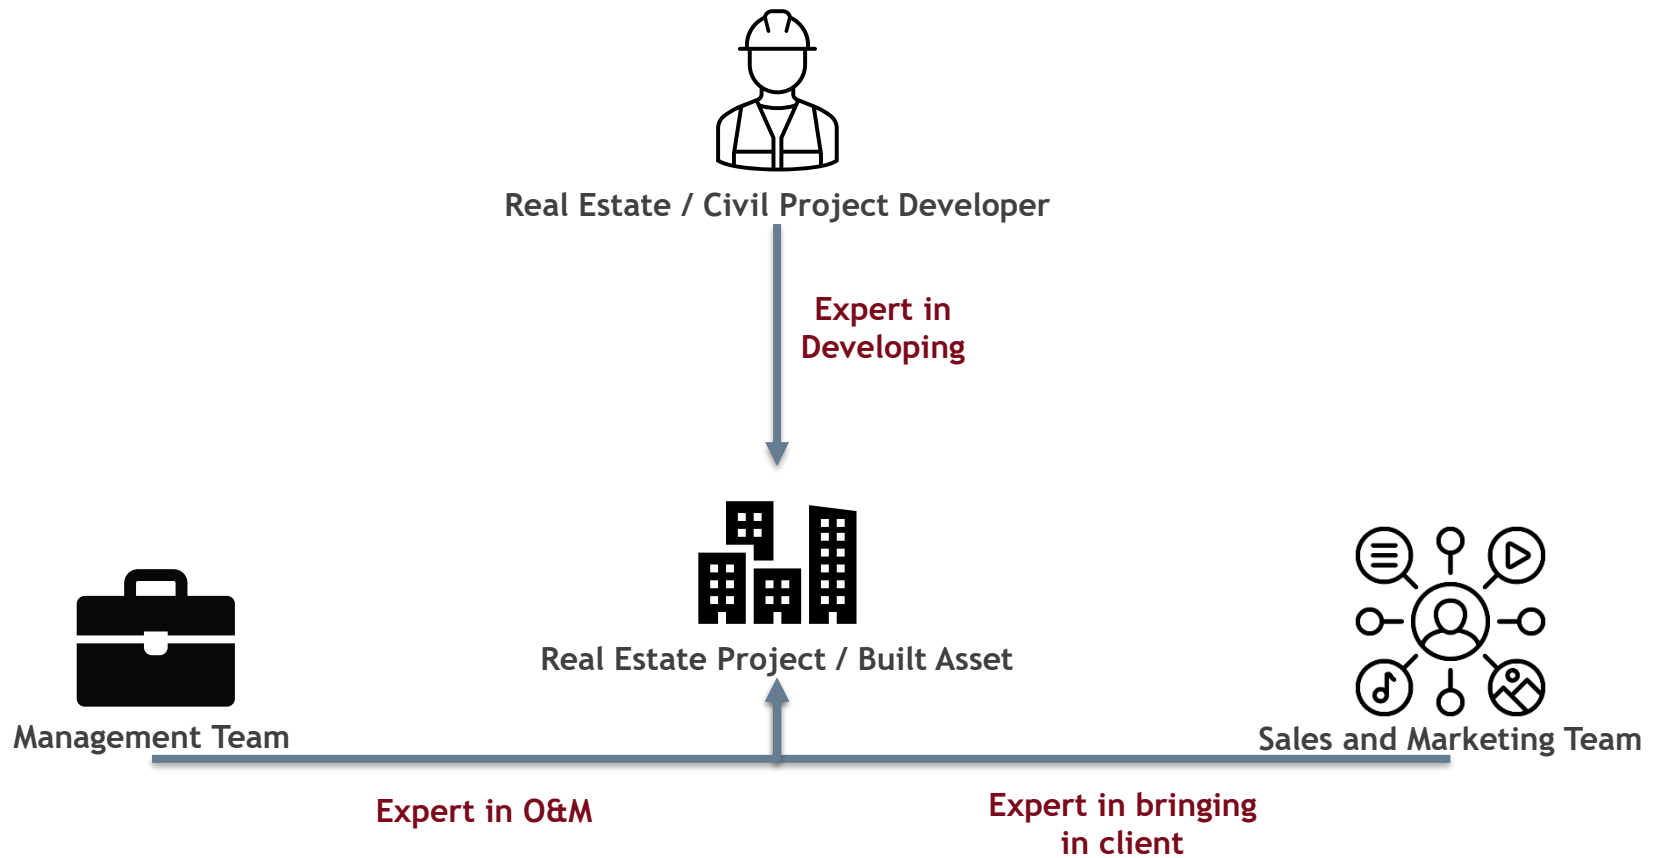 Real Estate / Civil Project Developer
Expert in
Developing
Real Estate Project / Built Asset
Management Team
Sales and Marketing Team
Expert in O&M
Expert in bringing
in client